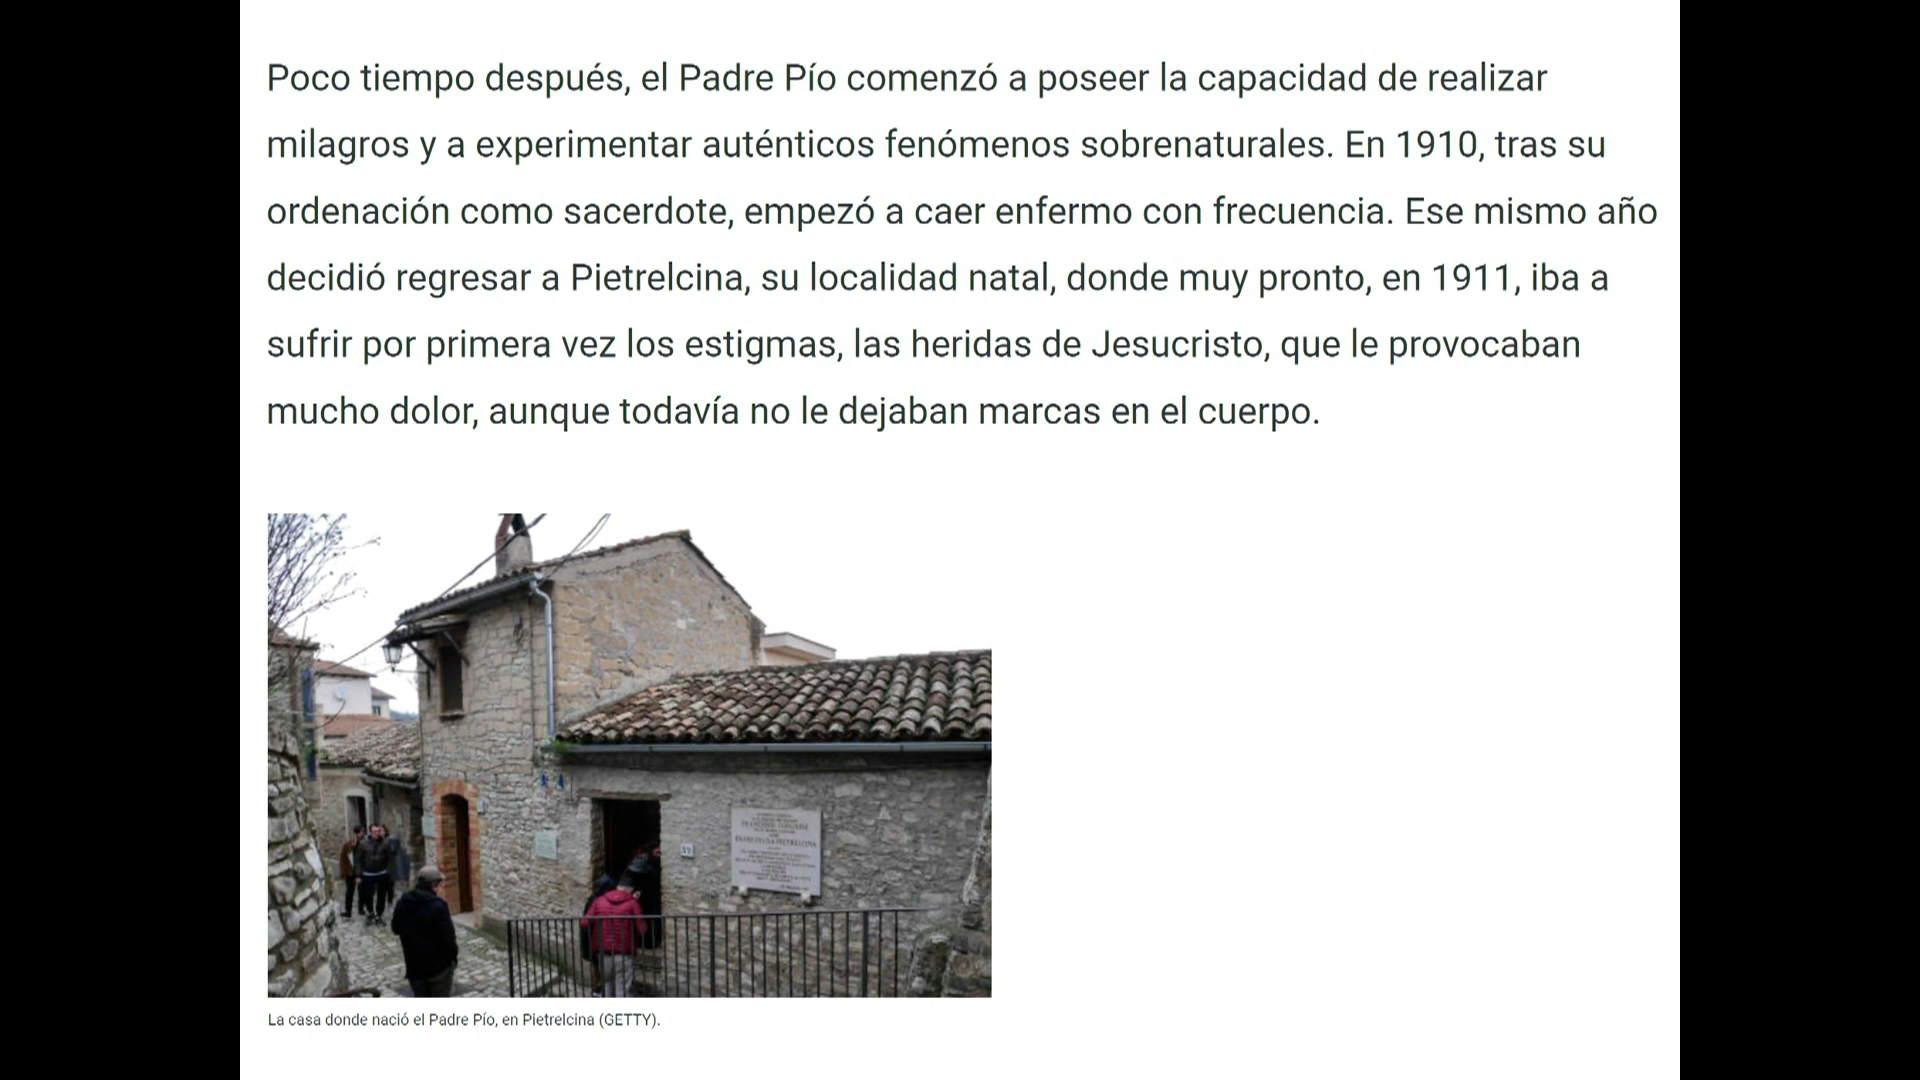 Poco tiempo después, el Padre Pío comenzó a poseer la capacidad de realizar
milagros y a experimentar auténticos fenómenos sobrenaturales. En 1910, tras su
ordenación como sacerdote, empezó a caer enfermo con frecuencia. Ese mismo año
decidió regresar a Pietrelcina, su localidad natal, donde muy pronto, en 1911, iba a
sufrir por primera vez los estigmas, las heridas de Jesucristo, que le provocaban
mucho dolor, aunque todavía no le dejaban marcas en el cuerpo.
La casa donde nació el Padre Pío, en Pietrelcina (GETTY).